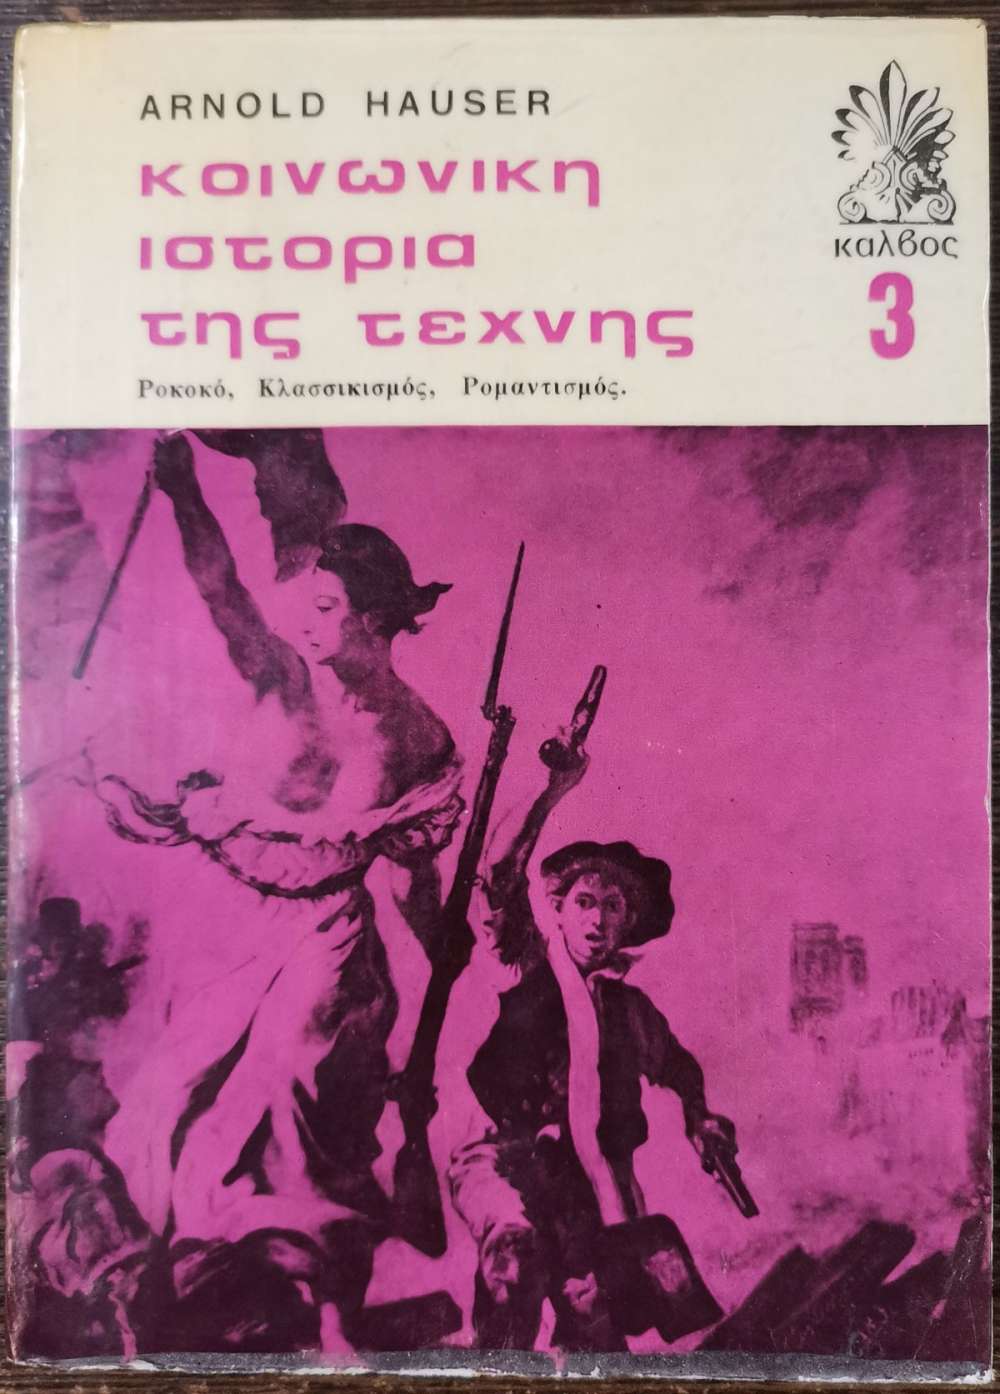 ARNOLD HAUSER
κοινωνικη
ιστορια
της τεχνης
Ροκοκό, Κλασσικισμός, Ρομαντισμός.
καλβος
3